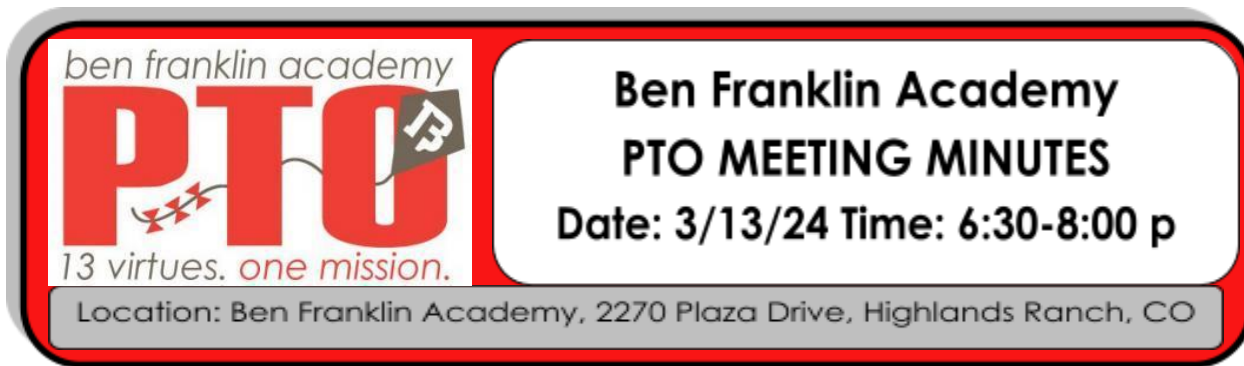 ben franklin academy
PTO
B
13 virtues. one mission.
Ben Franklin Academy
PTO MEETING MINUTES
Date: 3/13/24 Time: 6:30-8:00 p
Location: Ben Franklin Academy, 2270 Plaza Drive, Highlands Ranch, CO